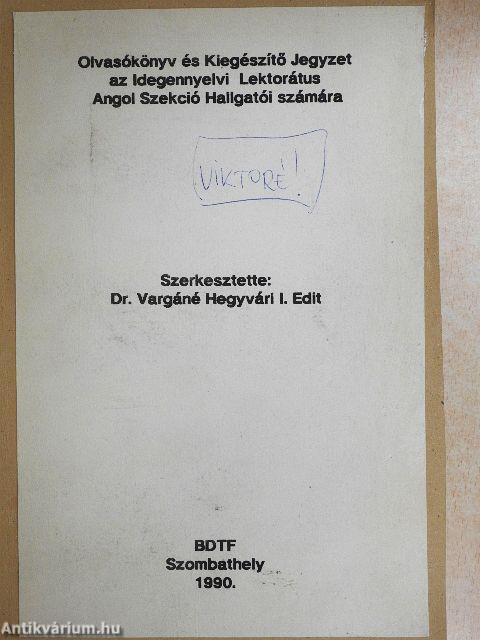 Olvasókönyv és Kiegészítő Jegyzet
az Idegennyelvi Lektorátus
Angol Szekció Hallgatói számára
VIKTORÉ!
Szerkesztette:
Dr. Vargáné Hegyvári I. Edit
BDTF
Szombathely
1990.
Antikvárium.hu